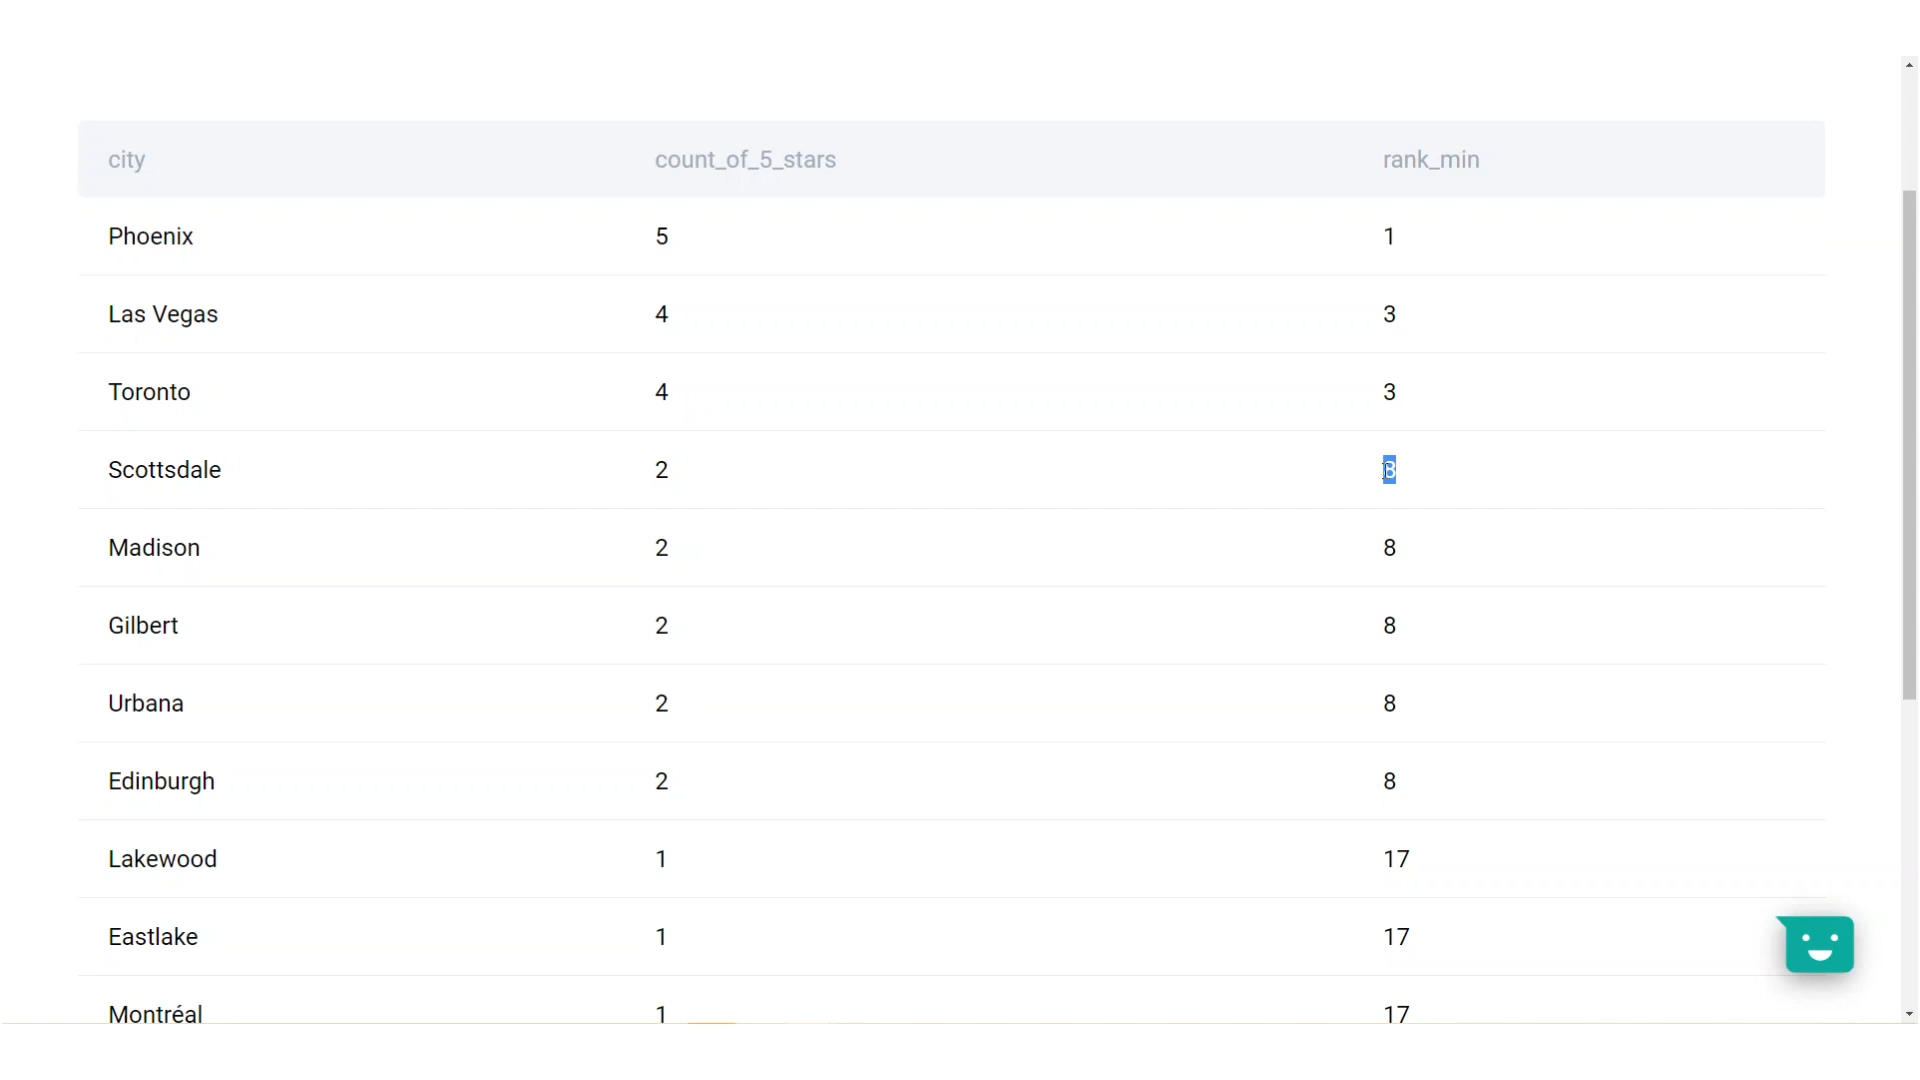 city count_of_5_stars rank_min
Phoenix 5 1
Las Vegas 4 3
Toronto 4 3
Scottsdale 2 8
Madison 2 8
Gilbert 2 8
Urbana 2 8
Edinburgh 2 8
Lakewood 1 17
Eastlake 1 17
Montréal 1 17